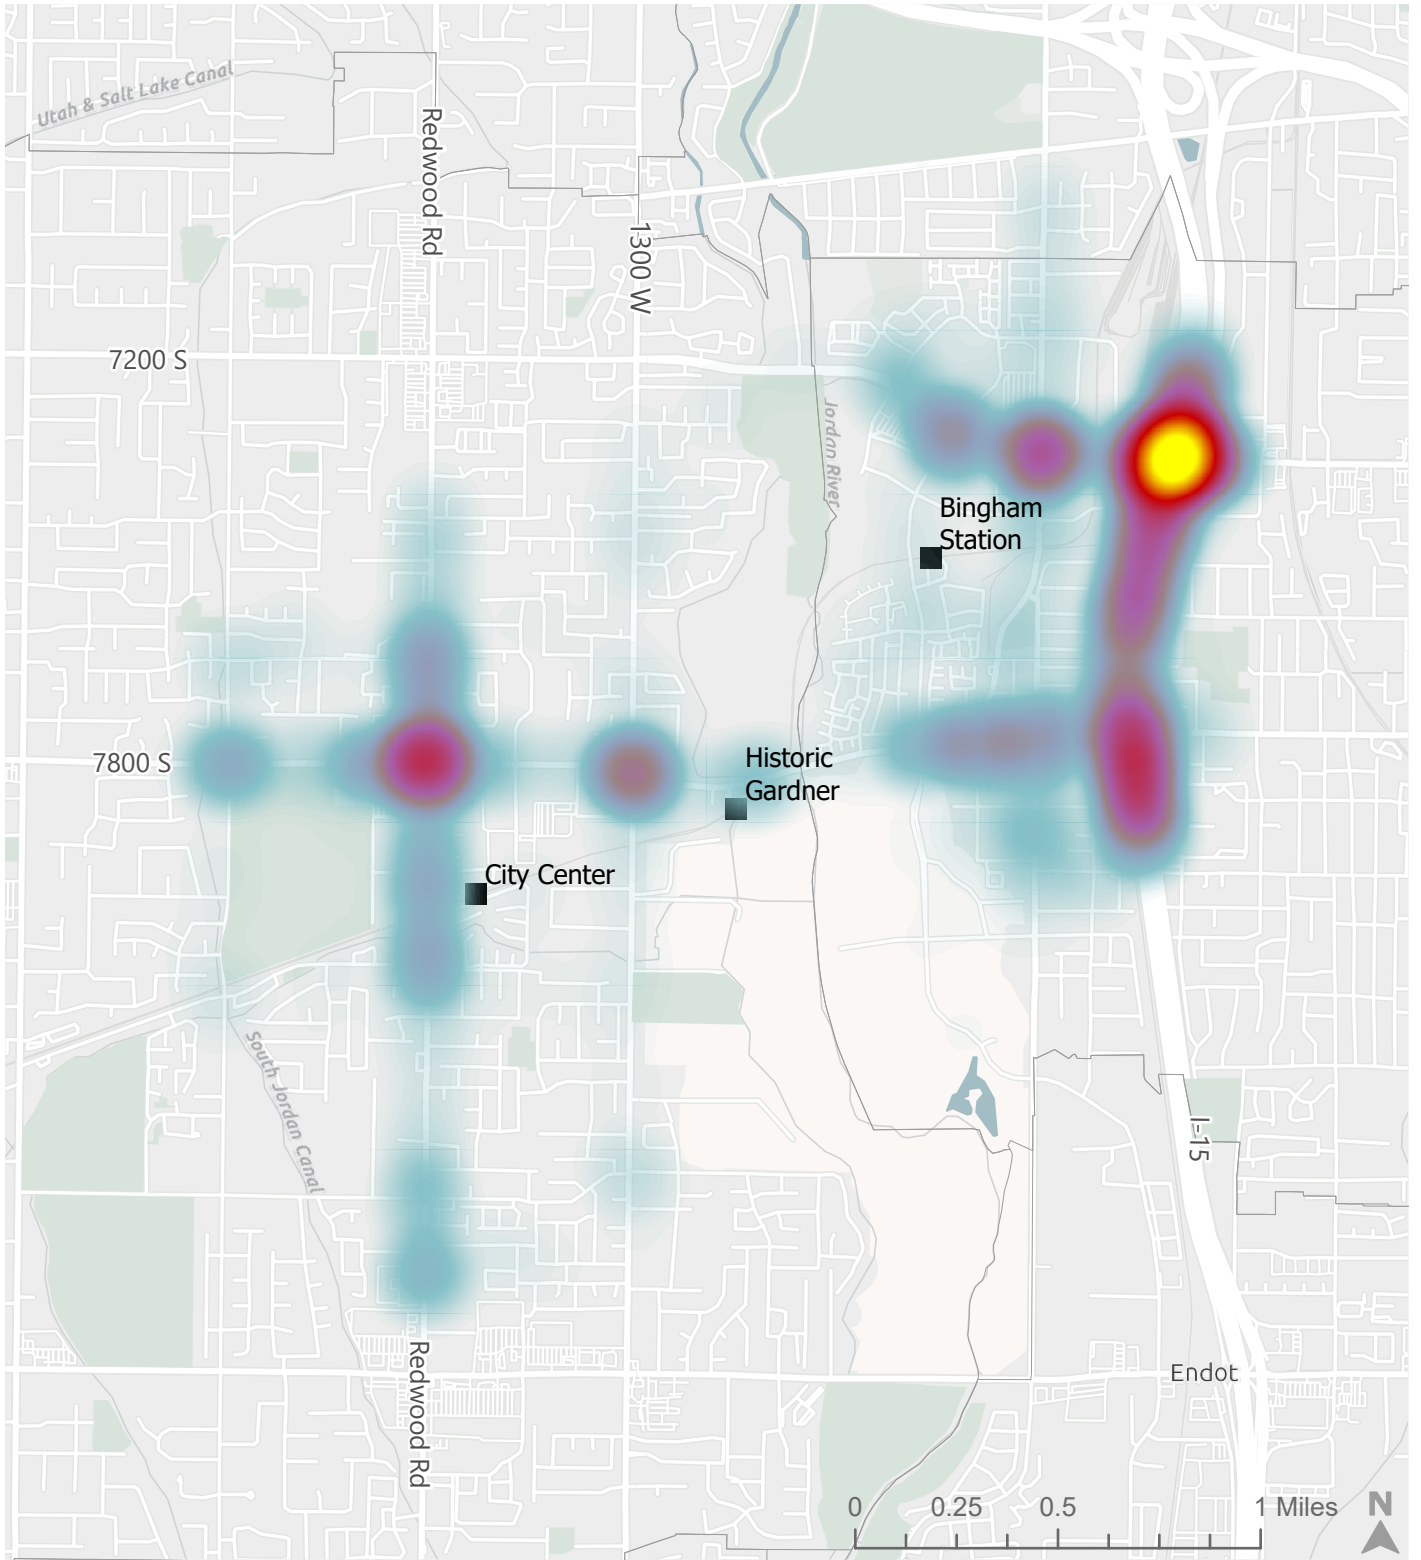 Utah & Salt Lake Canal
Redwood Rd
1300 W
7200 S
Jordan River
Bingham
Station
7800 S
Historic
Gardner
City Center
South Jordan Canal
I-15
Redwood Rd
Endot
0 0.25 0.5 1 Miles
N